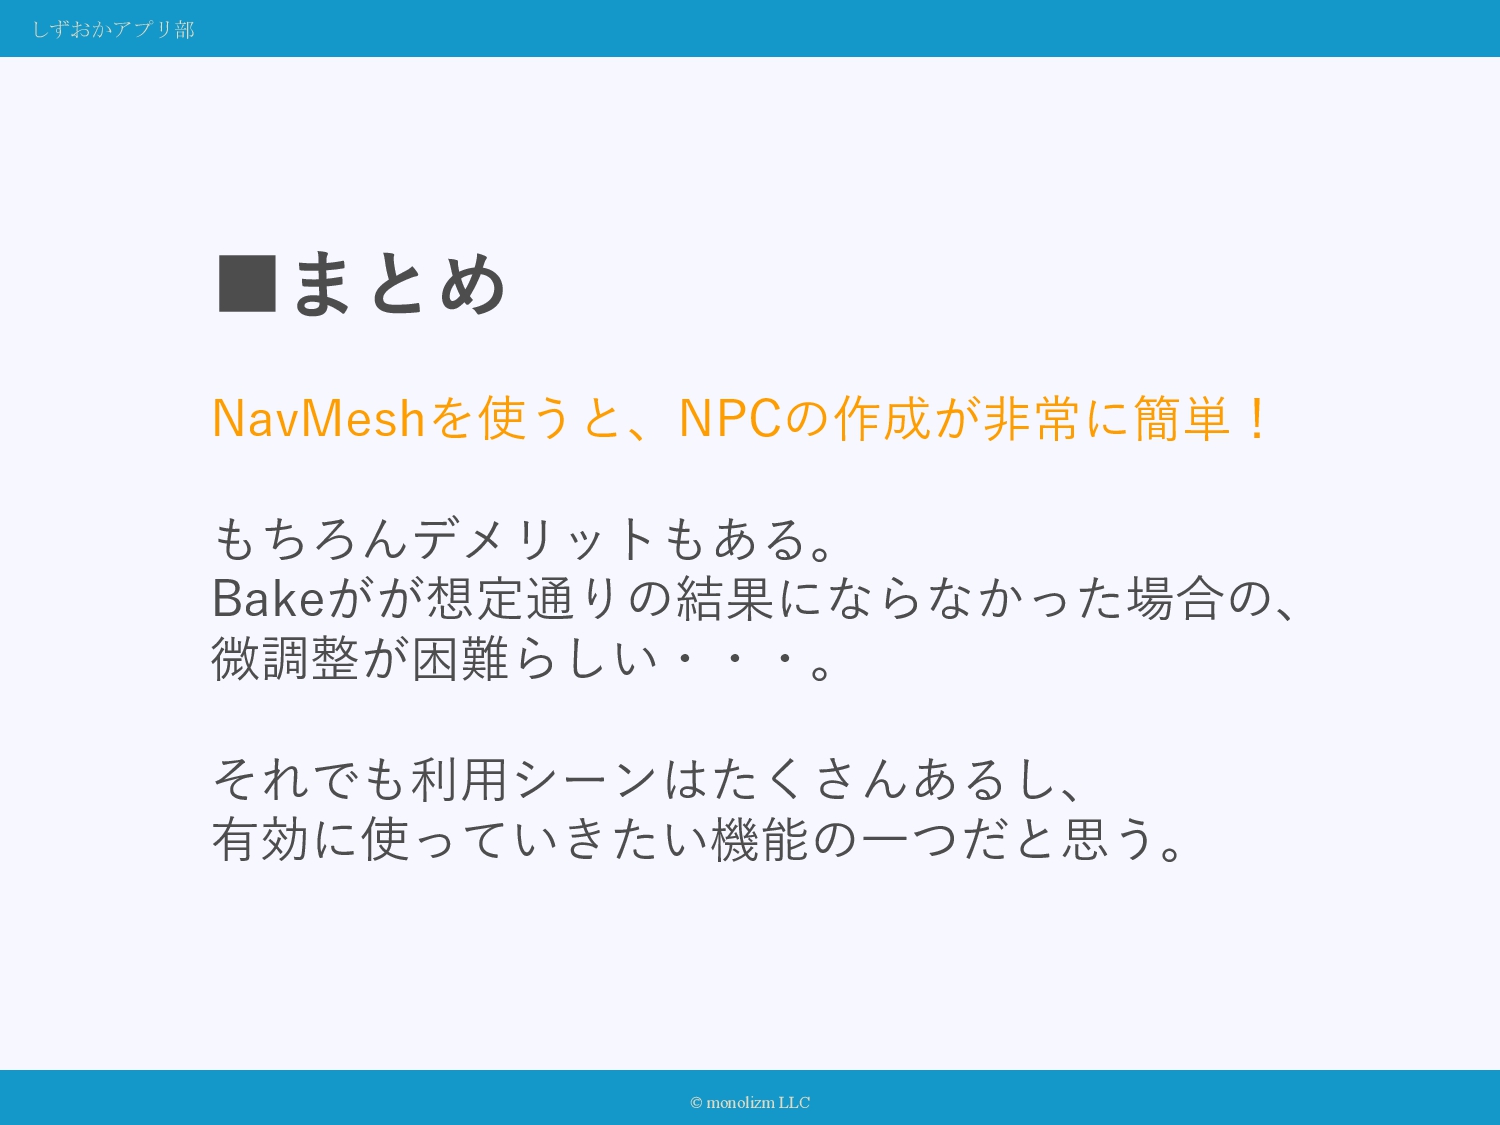 しずおかアプリ部
■まとめ
NavMeshを使うと、NPCの作成が非常に簡単！
もちろんデメリットもある。
Bakeがが想定通りの結果にならなかった場合の、
微調整が困難らしい・・・。
それでも利用シーンはたくさんあるし、
有効に使っていきたい機能の一つだと思う。
© monolizm LLC